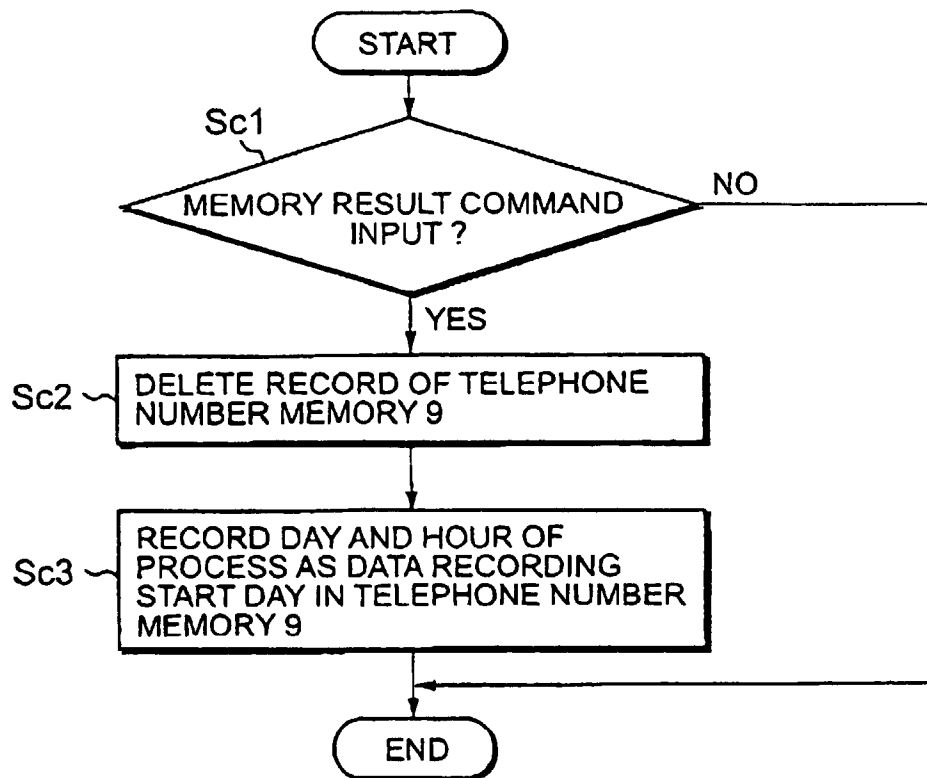 START
Sc1
MEMORY RESULT COMMAND
INPUT ?
NO
YES
Sc2
DELETE RECORD OF TELEPHONE
NUMBER MEMORY 9
Sc3
RECORD DAY AND HOUR OF
PROCESS AS DATA RECORDING
START DAY IN TELEPHONE NUMBER
MEMORY 9
END